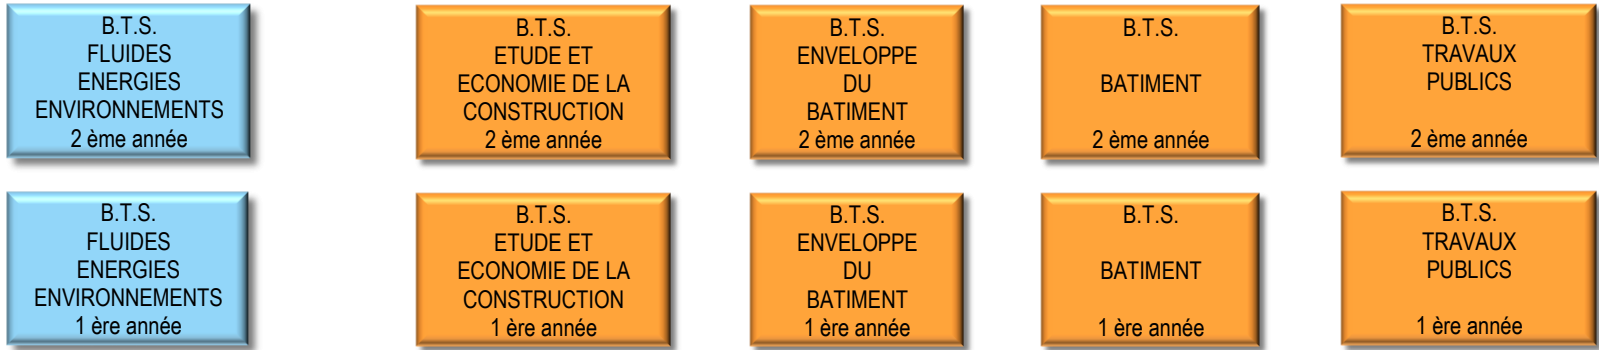 B.T.S.
FLUIDES
ENERGIES
ENVIRONNEMENTS
2 ème année
B.T.S.
ETUDE ET
ECONOMIE DE LA
CONSTRUCTION
2 ème année
B.T.S.
ENVELOPPE
DU
BATIMENT
2 ème année
B.T.S.
BATIMENT
2 ème année
B.T.S.
TRAVAUX
PUBLICS
2 ème année
B.T.S.
FLUIDES
ENERGIES
ENVIRONNEMENTS
1 ère année
B.T.S.
ETUDE ET
ECONOMIE DE LA
CONSTRUCTION
1 ère année
B.T.S.
ENVELOPPE
DU
BATIMENT
1 ère année
B.T.S.
BATIMENT
1 ère année
B.T.S.
TRAVAUX
PUBLICS
1 ère année